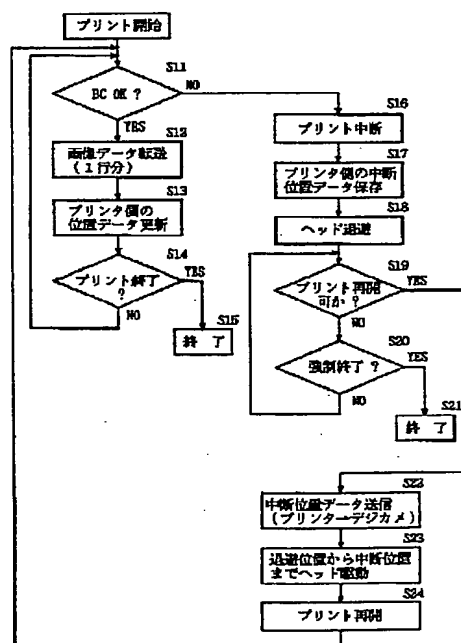 プリント開始
S11
BC OK ?
NO
YES
S12
画像データ転送
(1行分)
S13
プリンタ側の
位置データ更新
S14
プリント終了
?
YES
NO
S15
終 了
S16
プリント中断
S17
プリンタ側の中断
位置データ保存
S18
ヘッド退避
S19
プリント再開
可か ?
YES
NO
S20
強制終了 ?
YES
NO
S21
終 了
S22
中断位置データ送信
(プリンターデジカメ)
S23
退避位置から中断位置
までヘッド駆動
S24
プリント再開